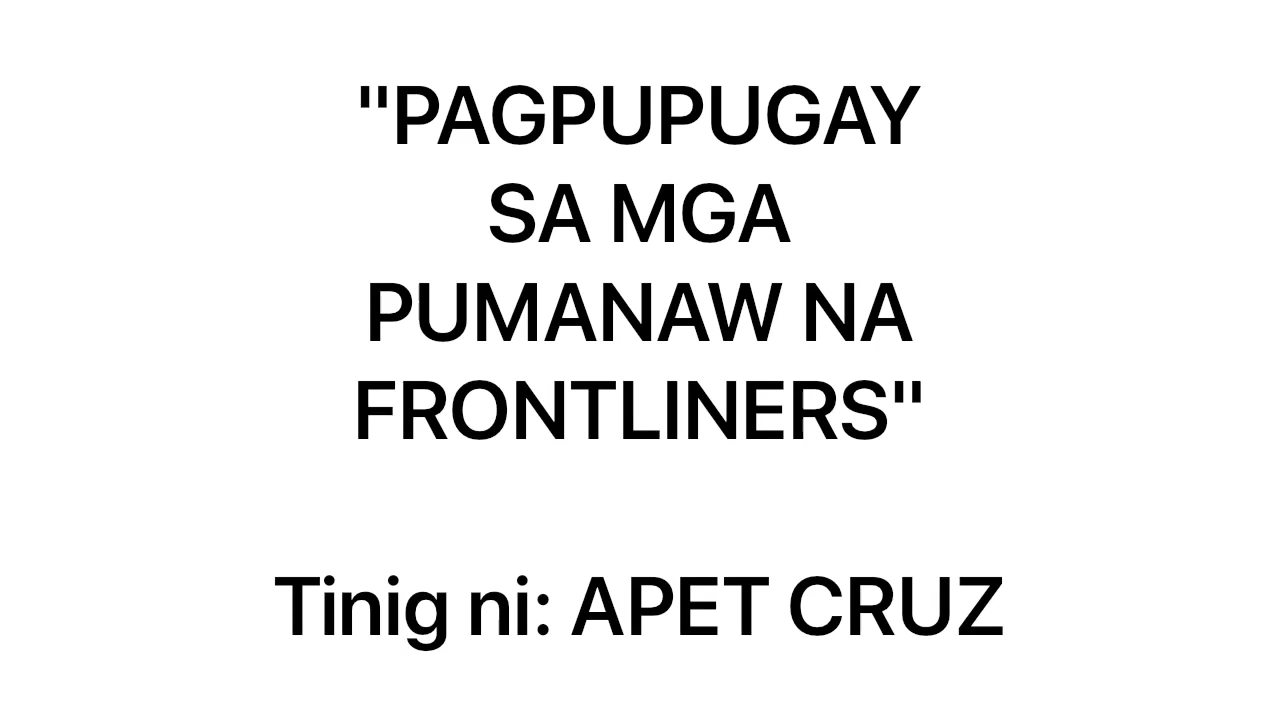 "PAGPUPUGAY
SA MGA
PUMANAW NA
FRONTLINERS"
Tinig ni: APET CRUZ